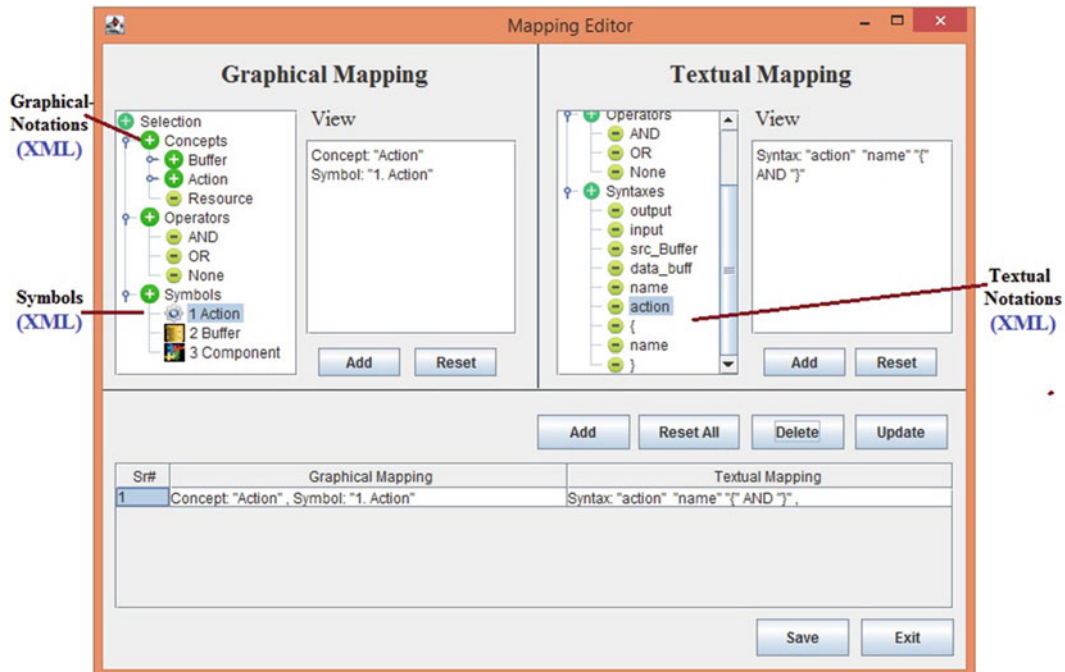 Mapping Editor
Graphical Mapping
Textual Mapping
Graphical-
Notations
(XML)
Symbols
(XML)
Selection
Concepts
Buffer
Action
Resource
Operators
AND
OR
None
Symbols
1 Action
2 Buffer
3 Component
View
Concept: "Action"
Symbol: "1. Action"
Add
Reset
Operators
AND
OR
None
Syntaxes
output
input
src_Buffer
data_buff
name
action
{
name
}
View
Syntax: "action" "name" "{"
AND "}"
Add
Reset
Textual
Notations
(XML)
Add
Reset All
Delete
Update
Sr#
Graphical Mapping
Textual Mapping
1
Concept: "Action" , Symbol: "1. Action"
Syntax: "action" "name" "{" AND "}" ,
Save
Exit